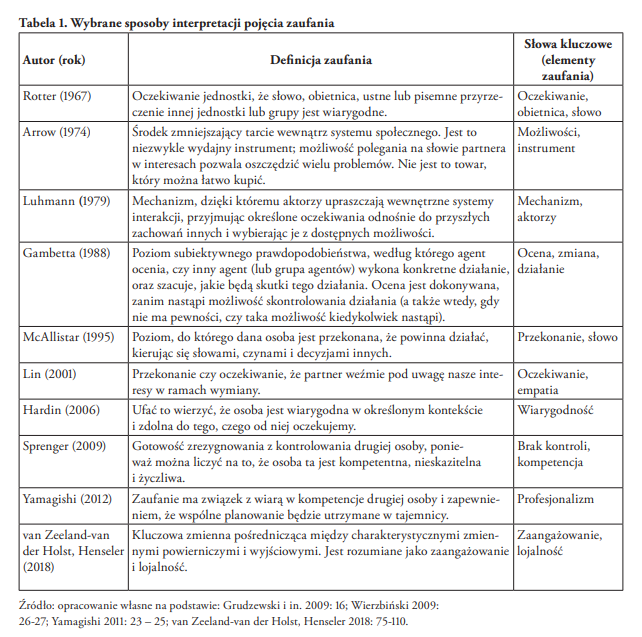 Tabela 1. Wybrane sposoby interpretacji pojęcia zaufania
Autor (rok)
Definicja zaufania
Słowa kluczowe
(elementy
zaufania)
Rotter (1967)
Oczekiwanie jednostki, że słowo, obietnica, ustne lub pisemne przyrze-
czenie innej jednostki lub grupy jest wiarygodne.
Oczekiwanie,
obietnica, słowo
Arrow (1974)
Środek zmniejszający tarcie wewnątrz systemu społecznego. Jest to
niezwykle wydajny instrument; możliwość polegania na słowie partnera
w interesach pozwala oszczędzić wielu problemów. Nie jest to towar,
który można łatwo kupić.
Możliwości,
instrument
Luhmann (1979)
Mechanizm, dzięki któremu aktorzy upraszczają wewnętrzne systemy
interakcji, przyjmując określone oczekiwania odnośnie do przyszłych
zachowań innych i wybierając je z dostępnych możliwości.
Mechanizm,
aktorzy
Gambetta (1988)
Poziom subiektywnego prawdopodobieństwa, według którego agent
ocenia, czy inny agent (lub grupa agentów) wykona konkretne działanie,
oraz szacuje, jakie będą skutki tego działania. Ocena jest dokonywana,
zanim nastąpi możliwość skontrolowania działania (a także wtedy, gdy
nie ma pewności, czy taka możliwość kiedykolwiek nastąpi).
Ocena, zmiana,
działanie
McAllistar (1995)
Poziom, do którego dana osoba jest przekonana, że powinna działać,
kierując się słowami, czynami i decyzjami innych.
Przekonanie, słowo
Lin (2001)
Przekonanie czy oczekiwanie, że partner weźmie pod uwagę nasze inte-
resy w ramach wymiany.
Oczekiwanie,
empatia
Hardin (2006)
Ufać to wierzyć, że osoba jest wiarygodna w określonym kontekście
i zdolna do tego, czego od niej oczekujemy.
Wiarygodność
Sprenger (2009)
Gotowość zrezygnowania z kontrolowania drugiej osoby, ponie-
waż można liczyć na to, że osoba ta jest kompetentna, nieskazitelna
i życzliwa.
Brak kontroli,
kompetencja
Yamagishi (2012)
Zaufanie ma związek z wiarą w kompetencje drugiej osoby i zapewnie-
niem, że wspólne planowanie będzie utrzymane w tajemnicy.
Profesjonalizm
van Zeeland-van
der Holst, Henseler
(2018)
Kluczowa zmienna pośrednicząca między charakterystycznymi zmien-
nymi powierniczymi i wyjściowymi. Jest rozumiane jako zaangażowanie
i lojalność.
Zaangażowanie,
lojalność
Źródło: opracowanie własne na podstawie: Grudzewski i in. 2009: 16; Wierzbiński 2009:
26-27; Yamagishi 2011: 23 – 25; van Zeeland-van der Holst, Henseler 2018: 75-110.